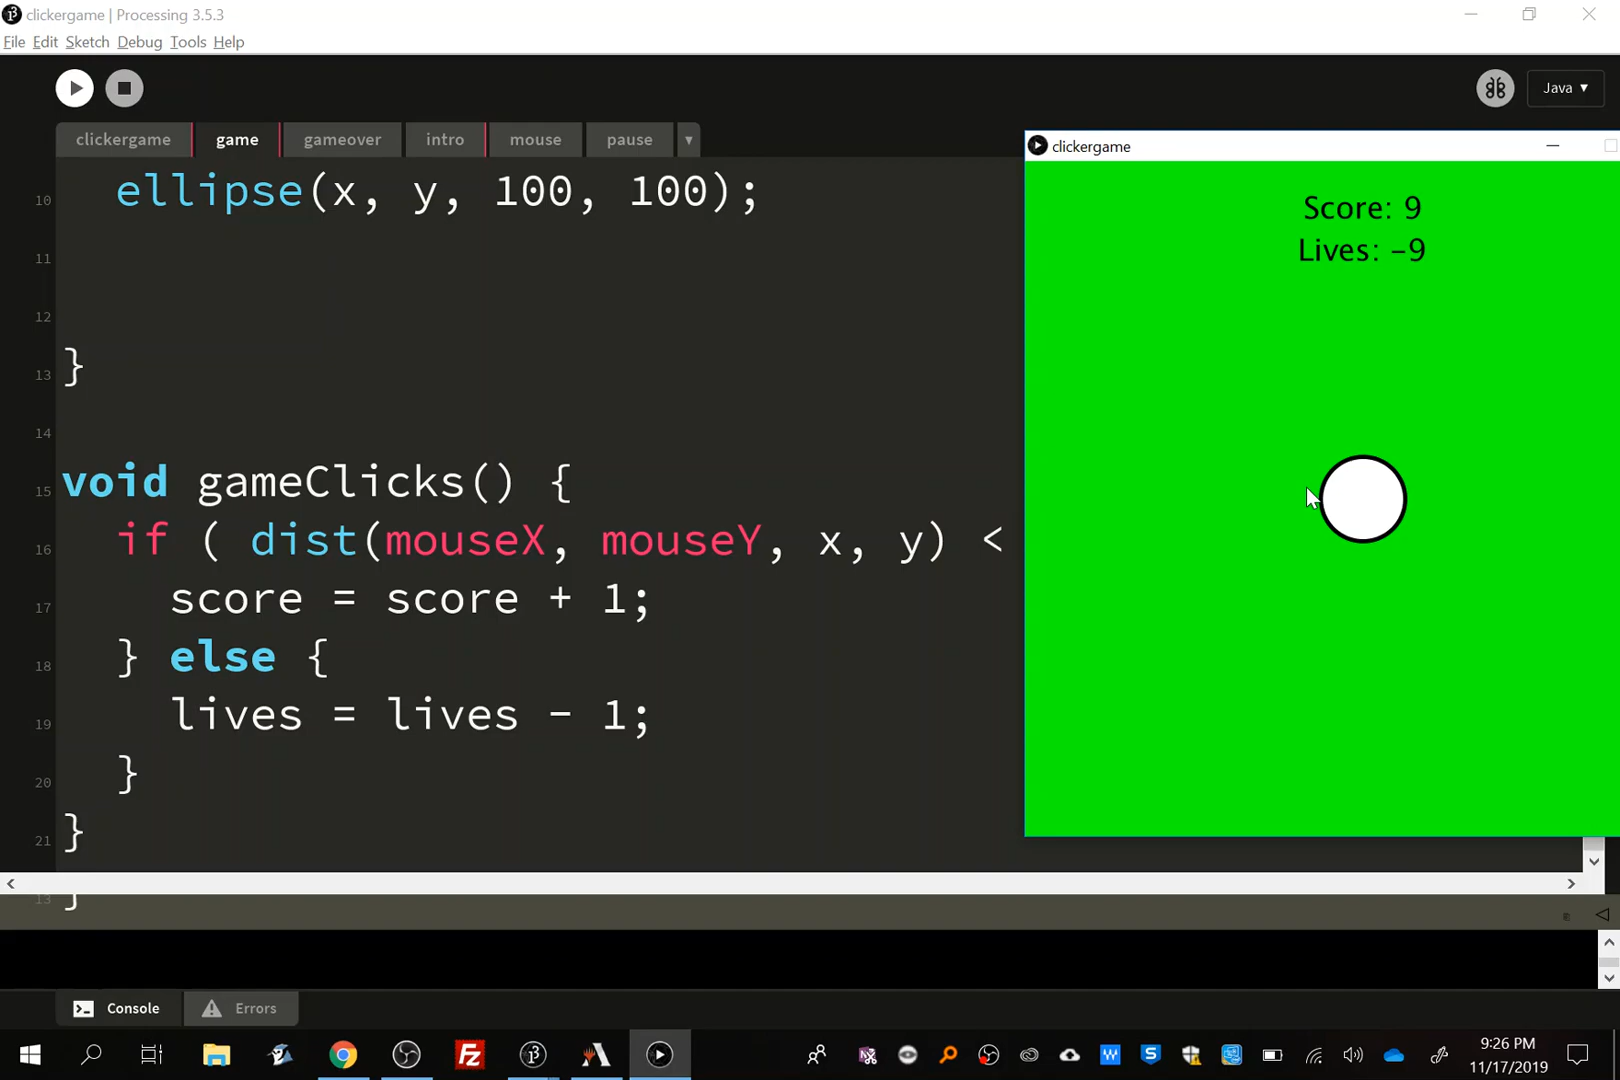 clickergame | Processing 3.5.3
File Edit Sketch Debug Tools Help
Java ▾
clickergame game gameover intro mouse pause ▾
10 ellipse(x, y, 100, 100);
11
12
13 }
14
15 void gameClicks() {
16 if ( dist(mouseX, mouseY, x, y) <
17 score = score + 1;
18 } else {
19 lives = lives - 1;
20 }
21 }
13 }
clickergame
Score: 9
Lives: -9
Console Errors
9:26 PM
11/17/2019